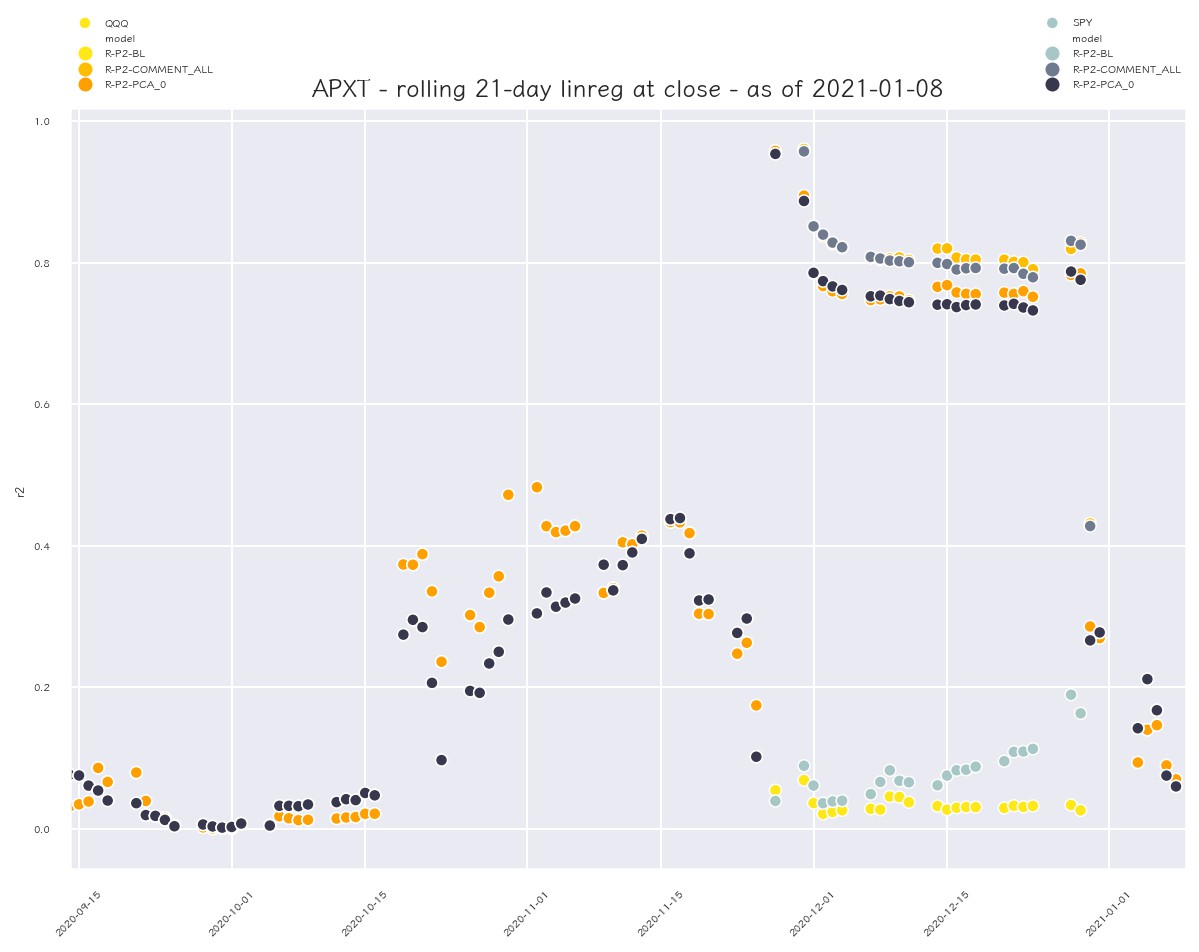 QQQ
model
R-P2-BL
R-P2-COMMENT_ALL
R-P2-PCA_0
SPY
model
R-P2-BL
R-P2-COMMENT_ALL
R-P2-PCA_0
APXT - rolling 21-day linreg at close - as of 2021-01-08
1.0
0.8
0.6
0.4
0.2
0.0
r2
2020-09-15
2020-10-01
2020-10-15
2020-11-01
2020-11-15
2020-12-01
2020-12-15
2021-01-01